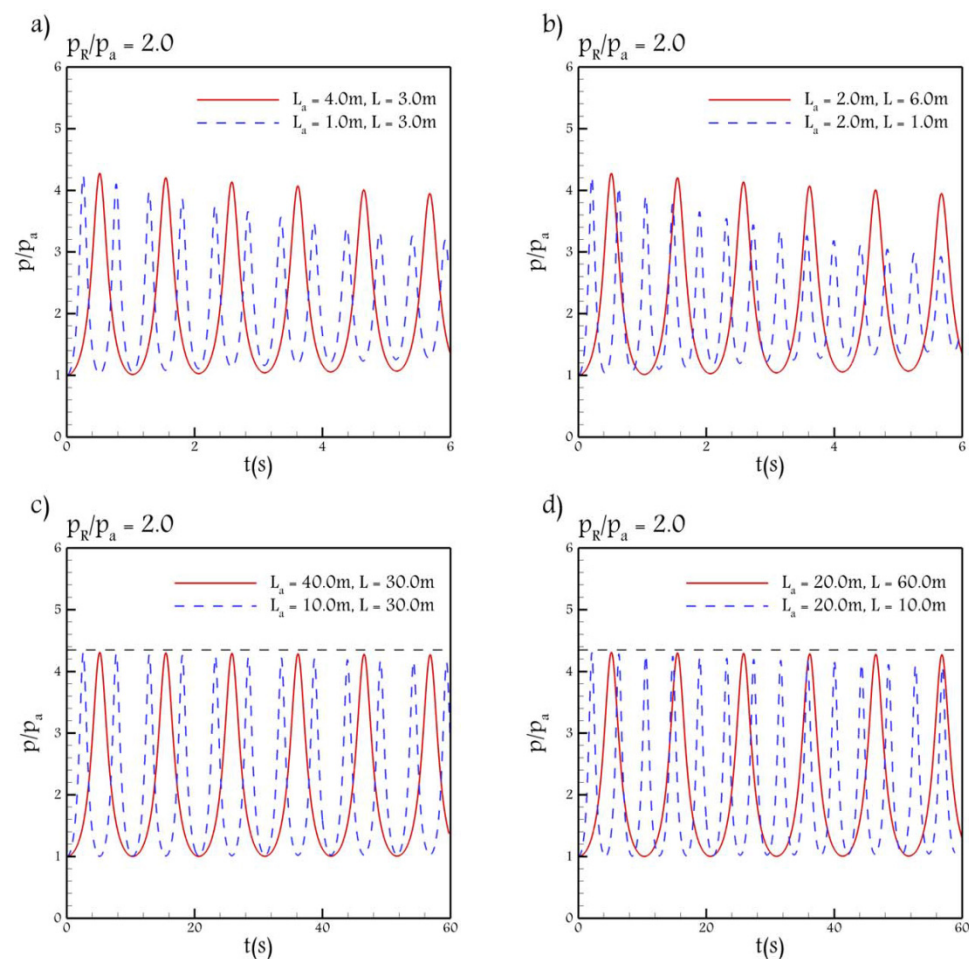 a)
p_R/p_a = 2.0
6
5
4
3
2
1
0
p/p_a
L_a = 4.0m, L = 3.0m
L_a = 1.0m, L = 3.0m
0 2 4 6
t(s)
b)
p_R/p_a = 2.0
6
5
4
3
2
1
0
p/p_a
L_a = 2.0m, L = 6.0m
L_a = 2.0m, L = 1.0m
0 2 4 6
t(s)
c)
p_R/p_a = 2.0
6
5
4
3
2
1
0
p/p_a
L_a = 40.0m, L = 30.0m
L_a = 10.0m, L = 30.0m
0 20 40 60
t(s)
d)
p_R/p_a = 2.0
6
5
4
3
2
1
0
p/p_a
L_a = 20.0m, L = 60.0m
L_a = 20.0m, L = 10.0m
0 20 40 60
t(s)